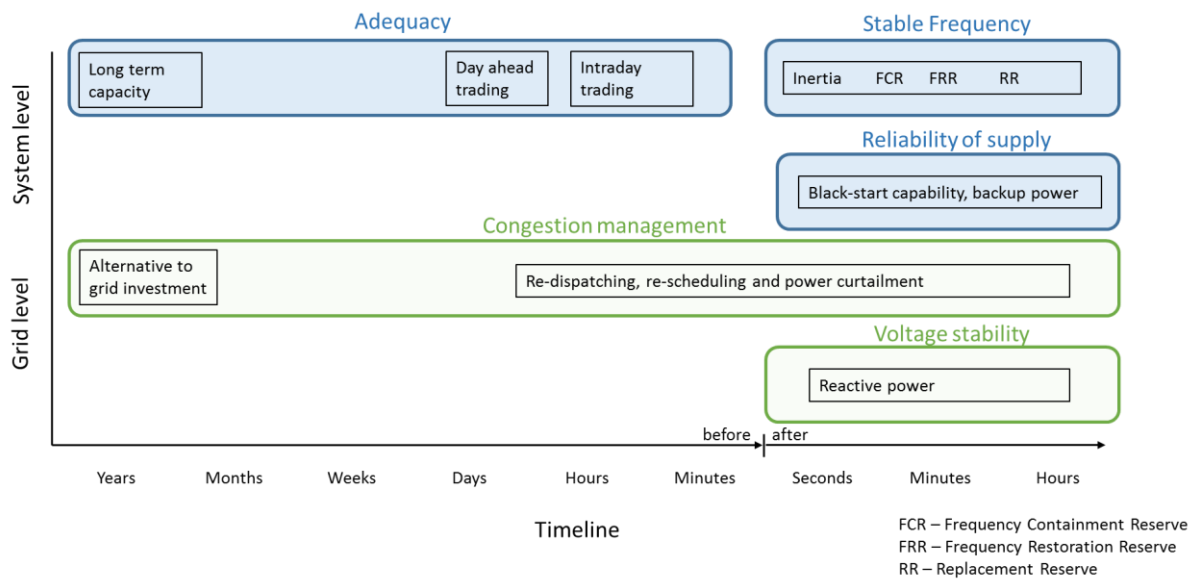 Adequacy
Stable Frequency
Long term
capacity
Day ahead
trading
Intraday
trading
Inertia FCR FRR RR
Reliability of supply
Black-start capability, backup power
System level
Congestion management
Alternative to
grid investment
Re-dispatching, re-scheduling and power curtailment
Grid level
Voltage stability
Reactive power
before after
Years Months Weeks Days Hours Minutes Seconds Minutes Hours
Timeline
FCR – Frequency Containment Reserve
FRR – Frequency Restoration Reserve
RR – Replacement Reserve